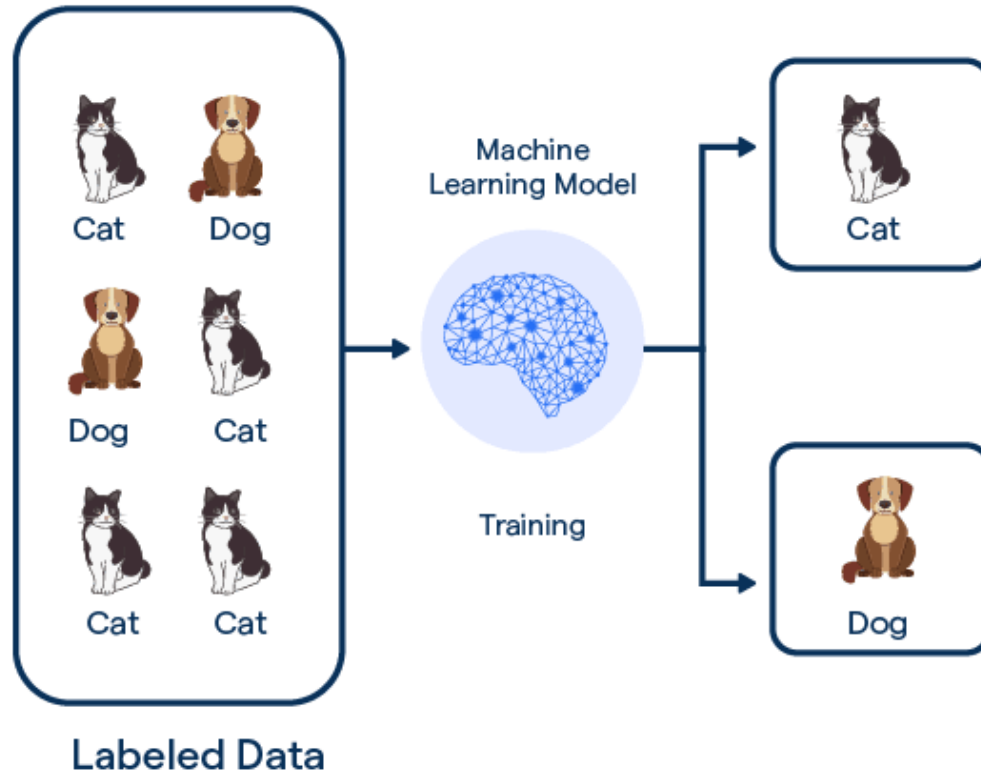 Cat Dog
Dog Cat
Cat Cat
Labeled Data
Machine
Learning Model
Training
Cat
Dog